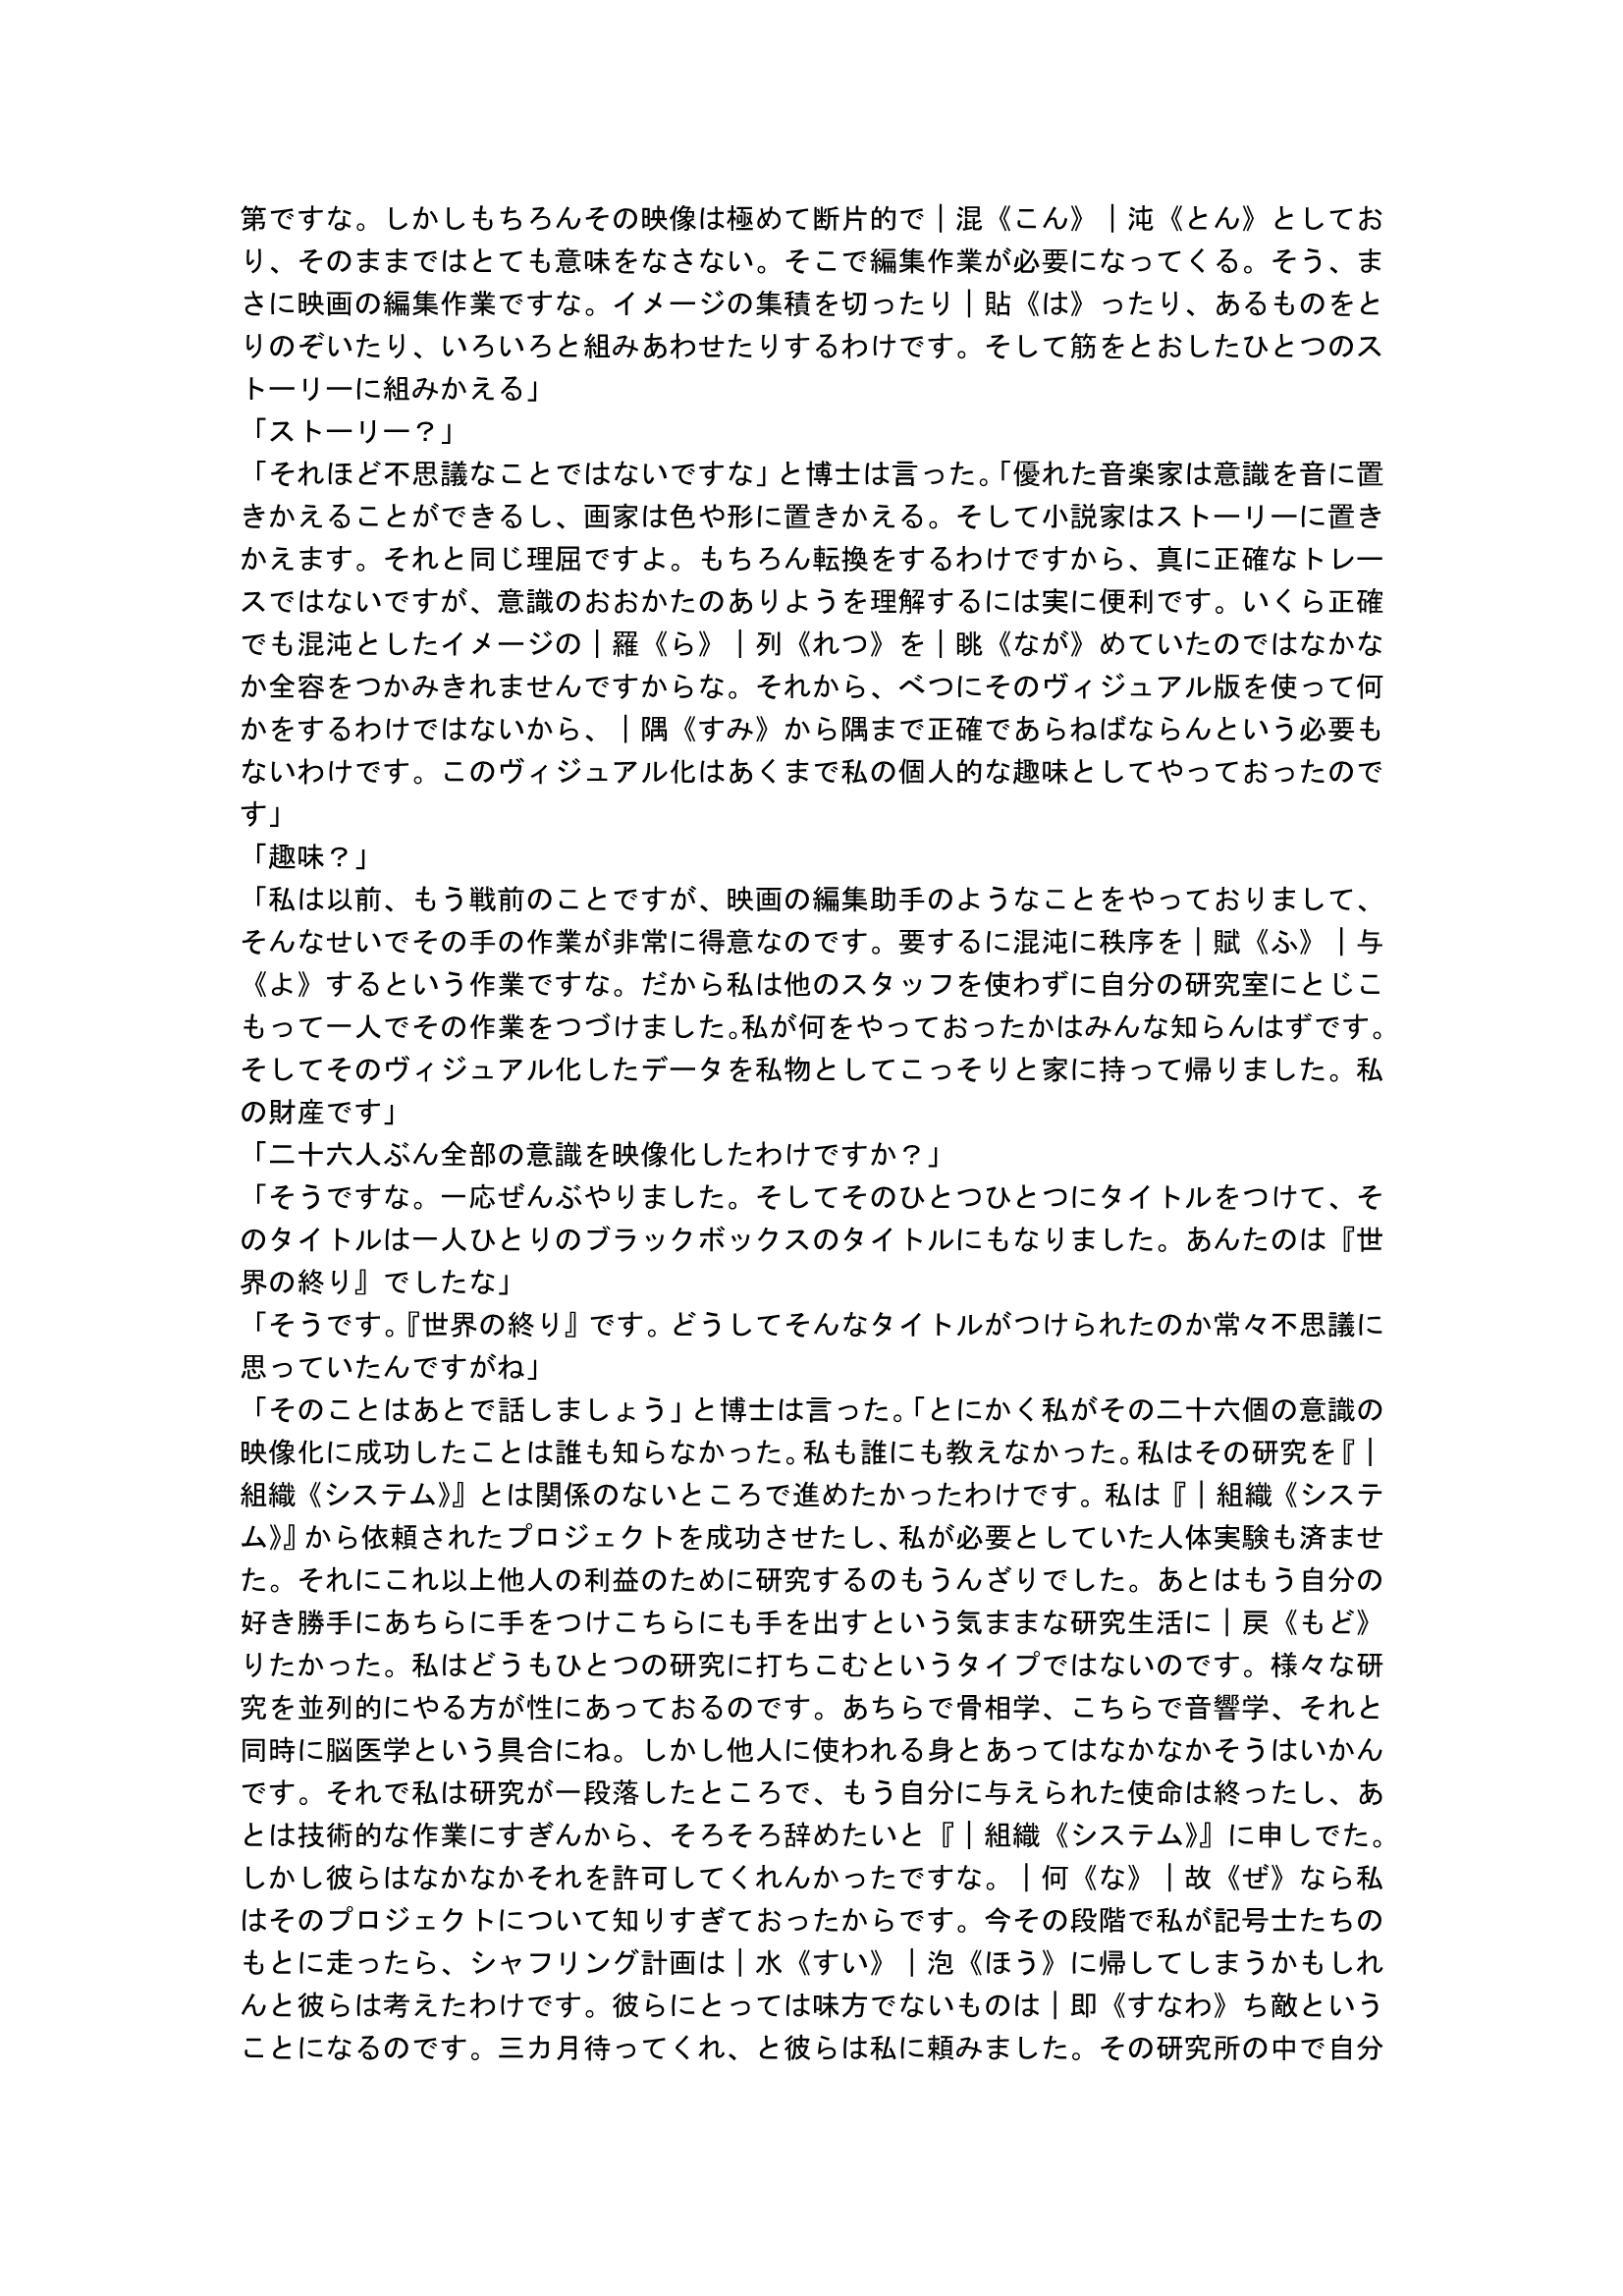 第ですな。しかしもちろんその映像は極めて断片的で｜混《こん》｜沌《とん》としてお
り、そのままではとても意味をなさない。そこで編集作業が必要になってくる。そう、ま
さに映画の編集作業ですな。イメージの集積を切ったり｜貼《は》ったり、あるものをと
りのぞいたり、いろいろと組みあわせたりするわけです。そして筋をとおしたひとつのス
トーリーに組みかえる」
「ストーリー？」
「それほど不思議なことではないですな」と博士は言った。「優れた音楽家は意識を音に置
きかえることができるし、画家は色や形に置きかえる。そして小説家はストーリーに置き
かえます。それと同じ理屈ですよ。もちろん転換をするわけですから、真に正確なトレー
スではないですが、意識のおおかたのありようを理解するには実に便利です。いくら正確
でも混沌としたイメージの｜羅《ら》｜列《れつ》を｜眺《なが》めていたのではなかな
か全容をつかみきれませんですからな。それから、べつにそのヴィジュアル版を使って何
かをするわけではないから、｜隅《すみ》から隅まで正確であらねばならんという必要も
ないわけです。このヴィジュアル化はあくまで私の個人的な趣味としてやっておったので
す」
「趣味？」
「私は以前、もう戦前のことですが、映画の編集助手のようなことをやっておりまして、
そんなせいでその手の作業が非常に得意なのです。要するに混沌に秩序を｜賦《ふ》｜与
《よ》するという作業ですな。だから私は他のスタッフを使わずに自分の研究室にとじこ
もって一人でその作業をつづけました。私が何をやっておったかはみんな知らんはずです。
そしてそのヴィジュアル化したデータを私物としてこっそりと家に持って帰りました。私
の財産です」
「二十六人ぶん全部の意識を映像化したわけですか？」
「そうですな。一応ぜんぶやりました。そしてそのひとつひとつにタイトルをつけて、そ
のタイトルは一人ひとりのブラックボックスのタイトルにもなりました。あんたのは『世
界の終り』でしたな」
「そうです。『世界の終り』です。どうしてそんなタイトルがつけられたのか常々不思議に
思っていたんですがね」
「そのことはあとで話しましょう」と博士は言った。「とにかく私がその二十六個の意識の
映像化に成功したことは誰も知らなかった。私も誰にも教えなかった。私はその研究を『｜
組織《システム》』とは関係のないところで進めたかったわけです。私は『｜組織《システ
ム》』から依頼されたプロジェクトを成功させたし、私が必要としていた人体実験も済ませ
た。それにこれ以上他人の利益のために研究するのもうんざりでした。あとはもう自分の
好き勝手にあちらに手をつけこちらにも手を出すという気ままな研究生活に｜戻《もど》
りたかった。私はどうもひとつの研究に打ちこむというタイプではないのです。様々な研
究を並列的にやる方が性にあっておるのです。あちらで骨相学、こちらで音響学、それと
同時に脳医学という具合にね。しかし他人に使われる身とあってはなかなかそうはいかん
です。それで私は研究が一段落したところで、もう自分に与えられた使命は終ったし、あ
とは技術的な作業にすぎんから、そろそろ辞めたいと『｜組織《システム》』に申しでた。
しかし彼らはなかなかそれを許可してくれんかったですな。｜何《な》｜故《ぜ》なら私
はそのプロジェクトについて知りすぎておったからです。今その段階で私が記号士たちの
もとに走ったら、シャフリング計画は｜水《すい》｜泡《ほう》に帰してしまうかもしれ
んと彼らは考えたわけです。彼らにとっては味方でないものは｜即《すなわ》ち敵という
ことになるのです。三カ月待ってくれ、と彼らは私に頼みました。その研究所の中で自分